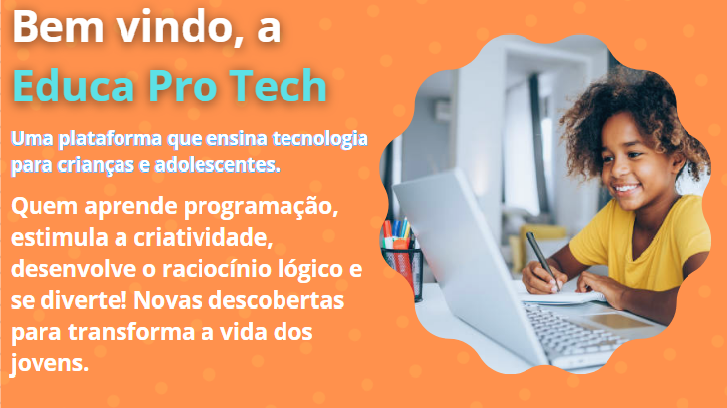 Bem vindo, a
Educa Pro Tech
Uma plataforma que ensina tecnologia
para crianças e adolescentes.
Quem aprende programação,
estimula a criatividade,
desenvolve o raciocínio lógico e
se diverte! Novas descobertas
para transforma a vida dos
jovens.